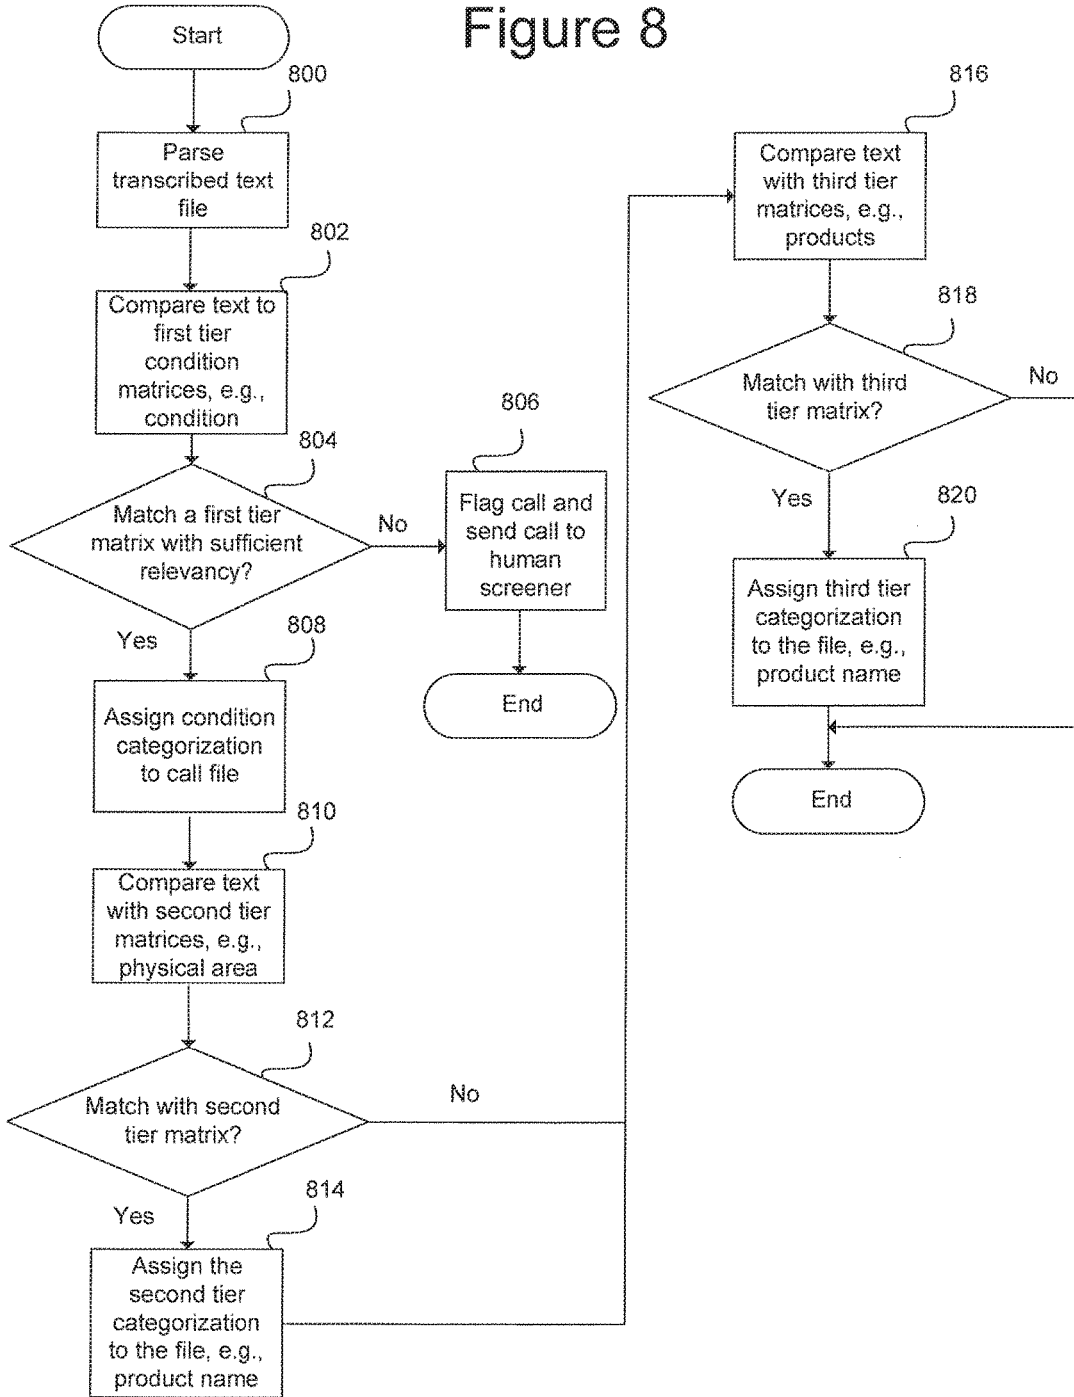 Figure 8
Start
800
Parse
transcribed text
file
802
Compare text to
first tier
condition
matrices, e.g.,
condition
804
Match a first tier
matrix with sufficient
relevancy?
No
806
Flag call and
send call to
human
screener
End
Yes
808
Assign condition
categorization
to call file
810
Compare text
with second tier
matrices, e.g.,
physical area
812
Match with second
tier matrix?
No
Yes
814
Assign the
second tier
categorization
to the file, e.g.,
product name
816
Compare text
with third tier
matrices, e.g.,
products
818
Match with third
tier matrix?
No
Yes
820
Assign third tier
categorization
to the file, e.g.,
product name
End